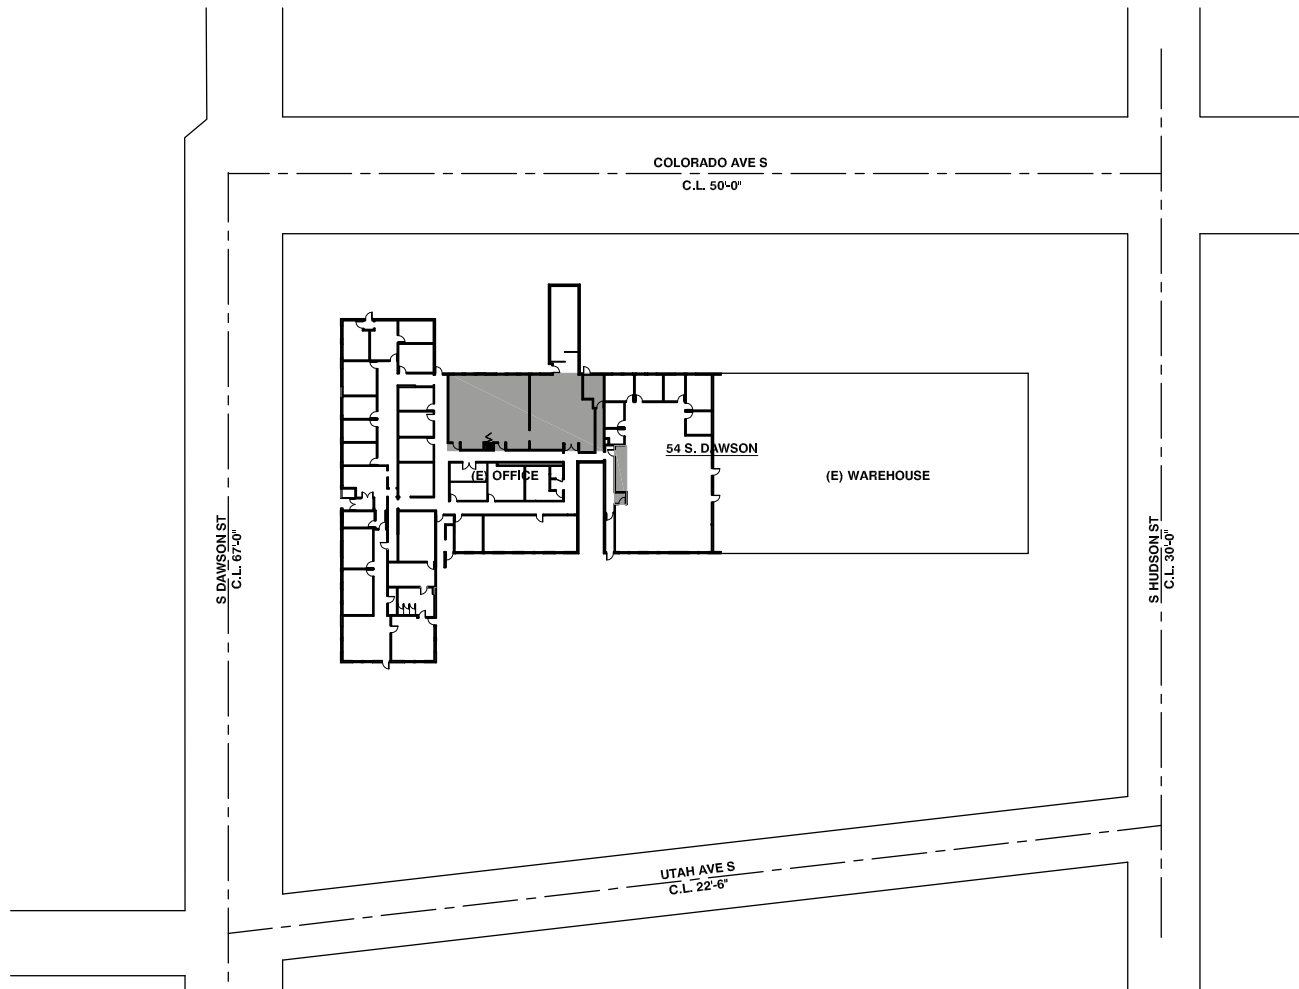 COLORADO AVE S
C.L. 50'-0"
54 S. DAWSON
(E) OFFICE
(E) WAREHOUSE
S DAWSON ST
C.L. 67'-0"
S HUDSON ST
C.L. 30'-0"
UTAH AVE S
C.L. 22'-6"